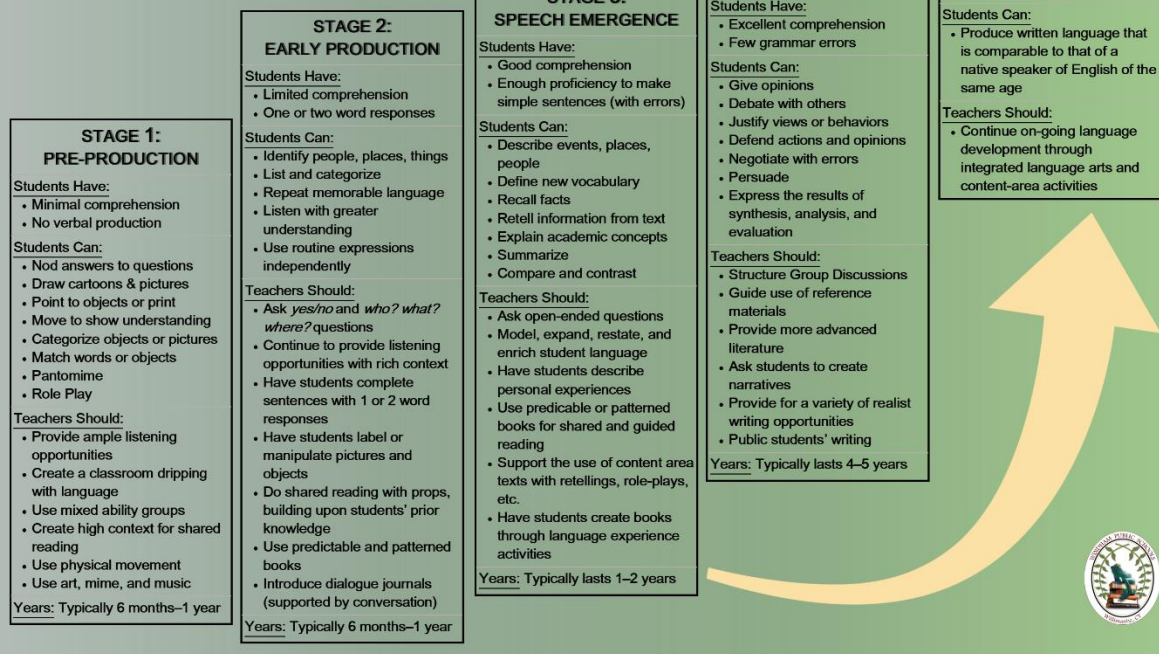 STAGE 1:
PRE-PRODUCTION
Students Have:
• Minimal comprehension
• No verbal production
Students Can:
• Nod answers to questions
• Draw cartoons & pictures
• Point to objects or print
• Move to show understanding
• Categorize objects or pictures
• Match words or objects
• Pantomime
• Role Play
Teachers Should:
• Provide ample listening
opportunities
• Create a classroom dripping
with language
• Use mixed ability groups
• Create high context for shared
reading
• Use physical movement
• Use art, mime, and music
Years: Typically 6 months–1 year
STAGE 2:
EARLY PRODUCTION
Students Have:
• Limited comprehension
• One or two word responses
Students Can:
• Identify people, places, things
• List and categorize
• Repeat memorable language
• Listen with greater
understanding
• Use routine expressions
independently
Teachers Should:
• Ask yes/no and who? what?
where? questions
• Continue to provide listening
opportunities with rich context
• Have students complete
sentences with 1 or 2 word
responses
• Have students label or
manipulate pictures and
objects
• Do shared reading with props,
building upon students' prior
knowledge
• Use predictable and patterned
books
• Introduce dialogue journals
(supported by conversation)
Years: Typically 6 months–1 year
SPEECH EMERGENCE
Students Have:
• Good comprehension
• Enough proficiency to make
simple sentences (with errors)
Students Can:
• Describe events, places,
people
• Define new vocabulary
• Recall facts
• Retell information from text
• Explain academic concepts
• Summarize
• Compare and contrast
Teachers Should:
• Ask open-ended questions
• Model, expand, restate, and
enrich student language
• Have students describe
personal experiences
• Use predicable or patterned
books for shared and guided
reading
• Support the use of content area
texts with retellings, role-plays,
etc.
• Have students create books
through language experience
activities
Years: Typically lasts 1–2 years
Students Have:
• Excellent comprehension
• Few grammar errors
Students Can:
• Give opinions
• Debate with others
• Justify views or behaviors
• Defend actions and opinions
• Negotiate with errors
• Persuade
• Express the results of
synthesis, analysis, and
evaluation
Teachers Should:
• Structure Group Discussions
• Guide use of reference
materials
• Provide more advanced
literature
• Ask students to create
narratives
• Provide for a variety of realist
writing opportunities
• Public students' writing
Years: Typically lasts 4–5 years
Students Can:
• Produce written language that
is comparable to that of a
native speaker of English of the
same age
Teachers Should:
• Continue on-going language
development through
integrated language arts and
content-area activities